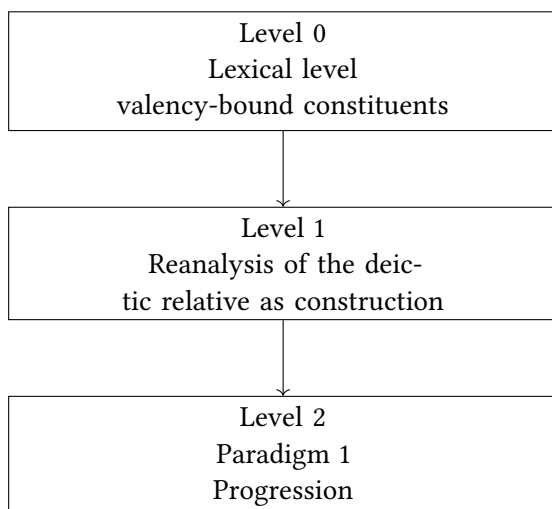 Level 0
Lexical level
valency-bound constituents
Level 1
Reanalysis of the deic-
tic relative as construction
Level 2
Paradigm 1
Progression